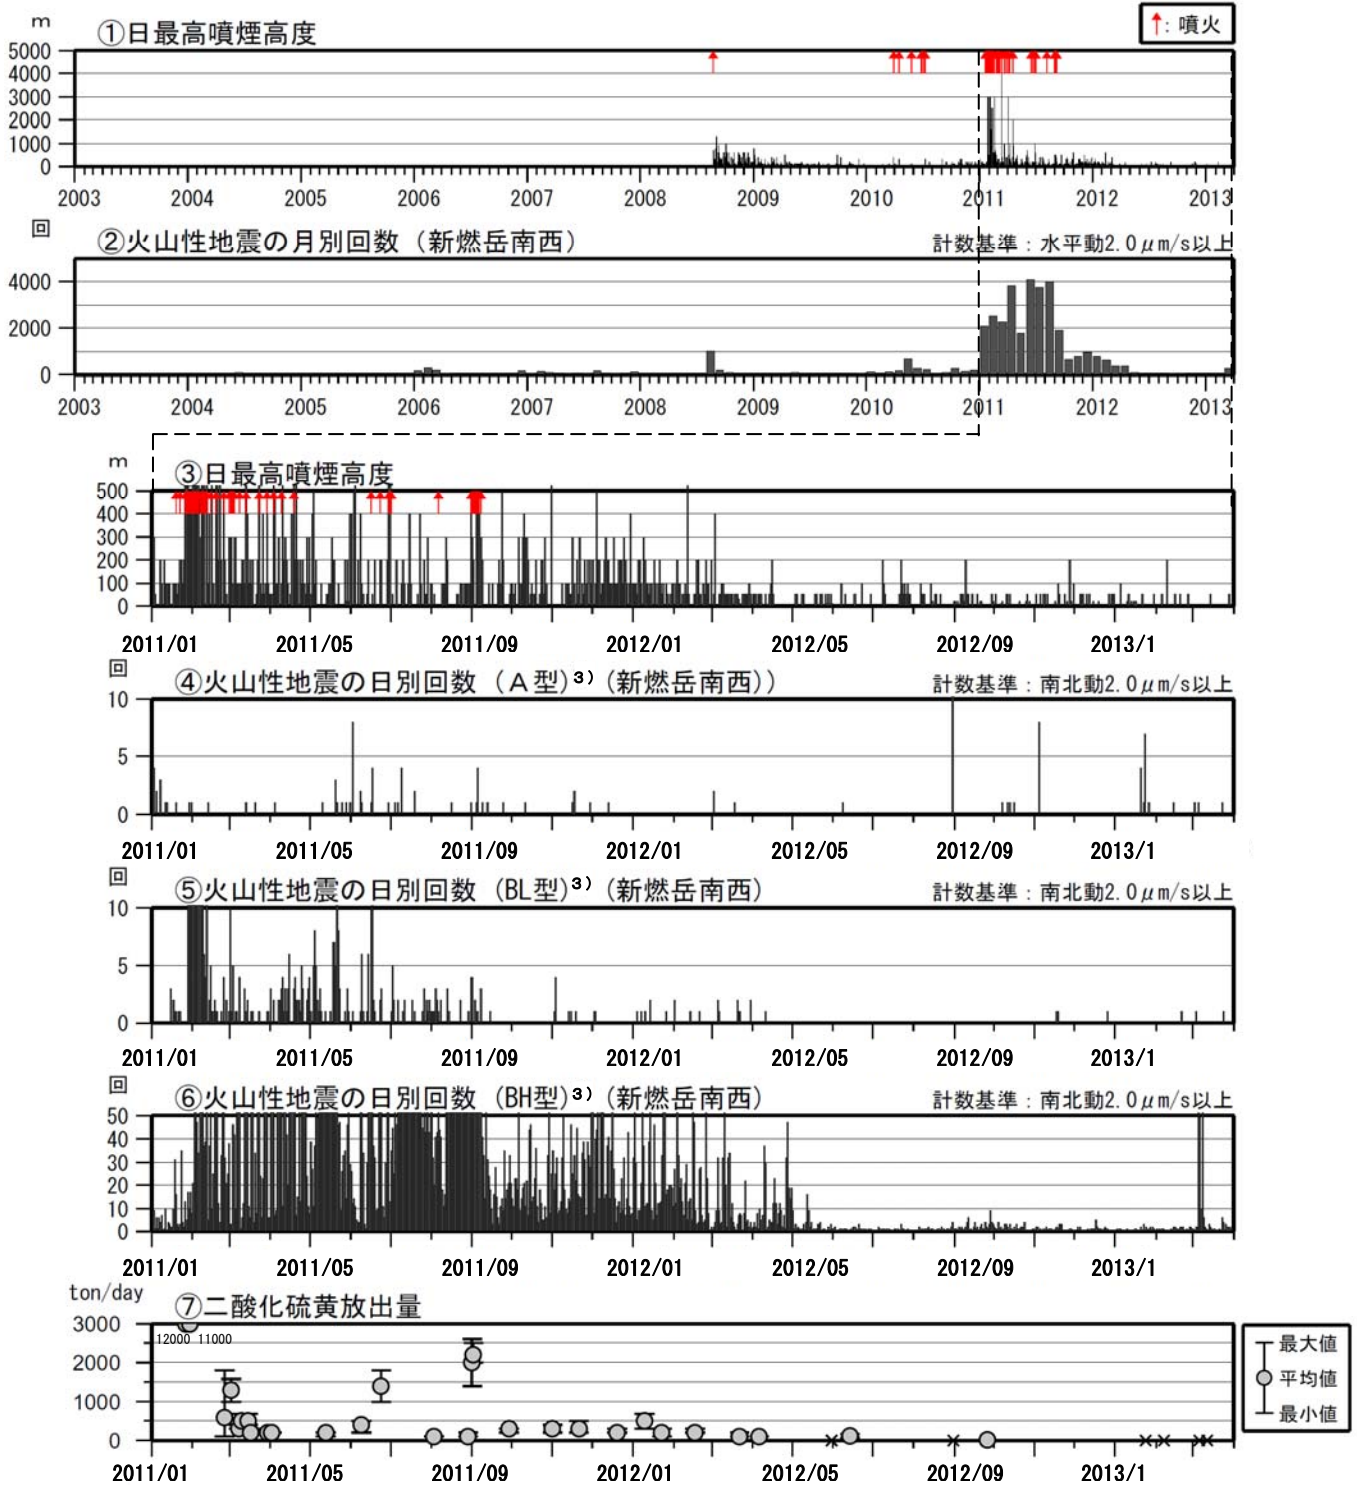 m
①日最高噴煙高度
↑: 噴火
5000
4000
3000
2000
1000
0
2003 2004 2005 2006 2007 2008 2009 2010 2011 2012 2013
回
②火山性地震の月別回数（新燃岳南西） 計数基準：水平動2.0μm/s以上
4000
2000
0
2003 2004 2005 2006 2007 2008 2009 2010 2011 2012 2013
m
③日最高噴煙高度
500
400
300
200
100
0
2011/01 2011/05 2011/09 2012/01 2012/05 2012/09 2013/1
回
④火山性地震の日別回数（Ａ型）³⁾（新燃岳南西）） 計数基準：南北動2.0μm/s以上
10
5
0
2011/01 2011/05 2011/09 2012/01 2012/05 2012/09 2013/1
回
⑤火山性地震の日別回数（BL型）³⁾（新燃岳南西） 計数基準：南北動2.0μm/s以上
10
5
0
2011/01 2011/05 2011/09 2012/01 2012/05 2012/09 2013/1
回
⑥火山性地震の日別回数（BH型）³⁾（新燃岳南西） 計数基準：南北動2.0μm/s以上
50
40
30
20
10
0
2011/01 2011/05 2011/09 2012/01 2012/05 2012/09 2013/1
ton/day
⑦二酸化硫黄放出量
3000
12000 11000
2000
1000
0
2011/01 2011/05 2011/09 2012/01 2012/05 2012/09 2013/1
最大値
平均値
最小値